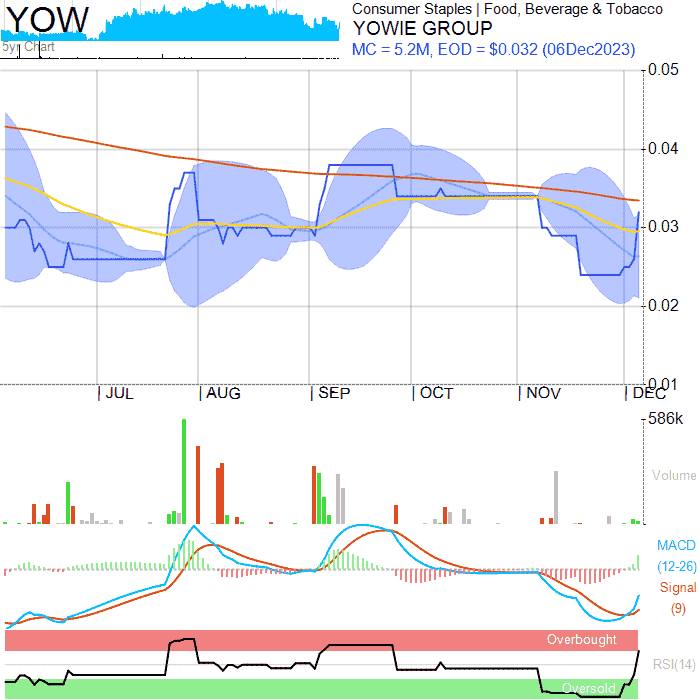 YOW
5yr Chart
Consumer Staples | Food, Beverage & Tobacco
YOWIE GROUP
MC = 5.2M, EOD = $0.032 (06Dec2023)
0.05
0.04
0.03
0.02
0.01
JUL AUG SEP OCT NOV DEC
586k
Volume
MACD
(12-26)
Signal
(9)
Overbought
RSI(14)
Oversold